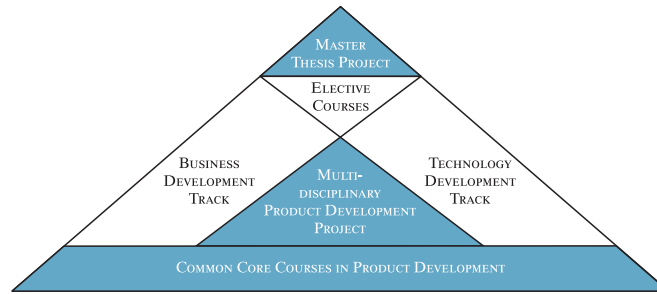 Master
Thesis Project
Elective
Courses
Business
Development
Track
Technology
Development
Track
Multi-
disciplinary
Product Development
Project
Common Core Courses in Product Development